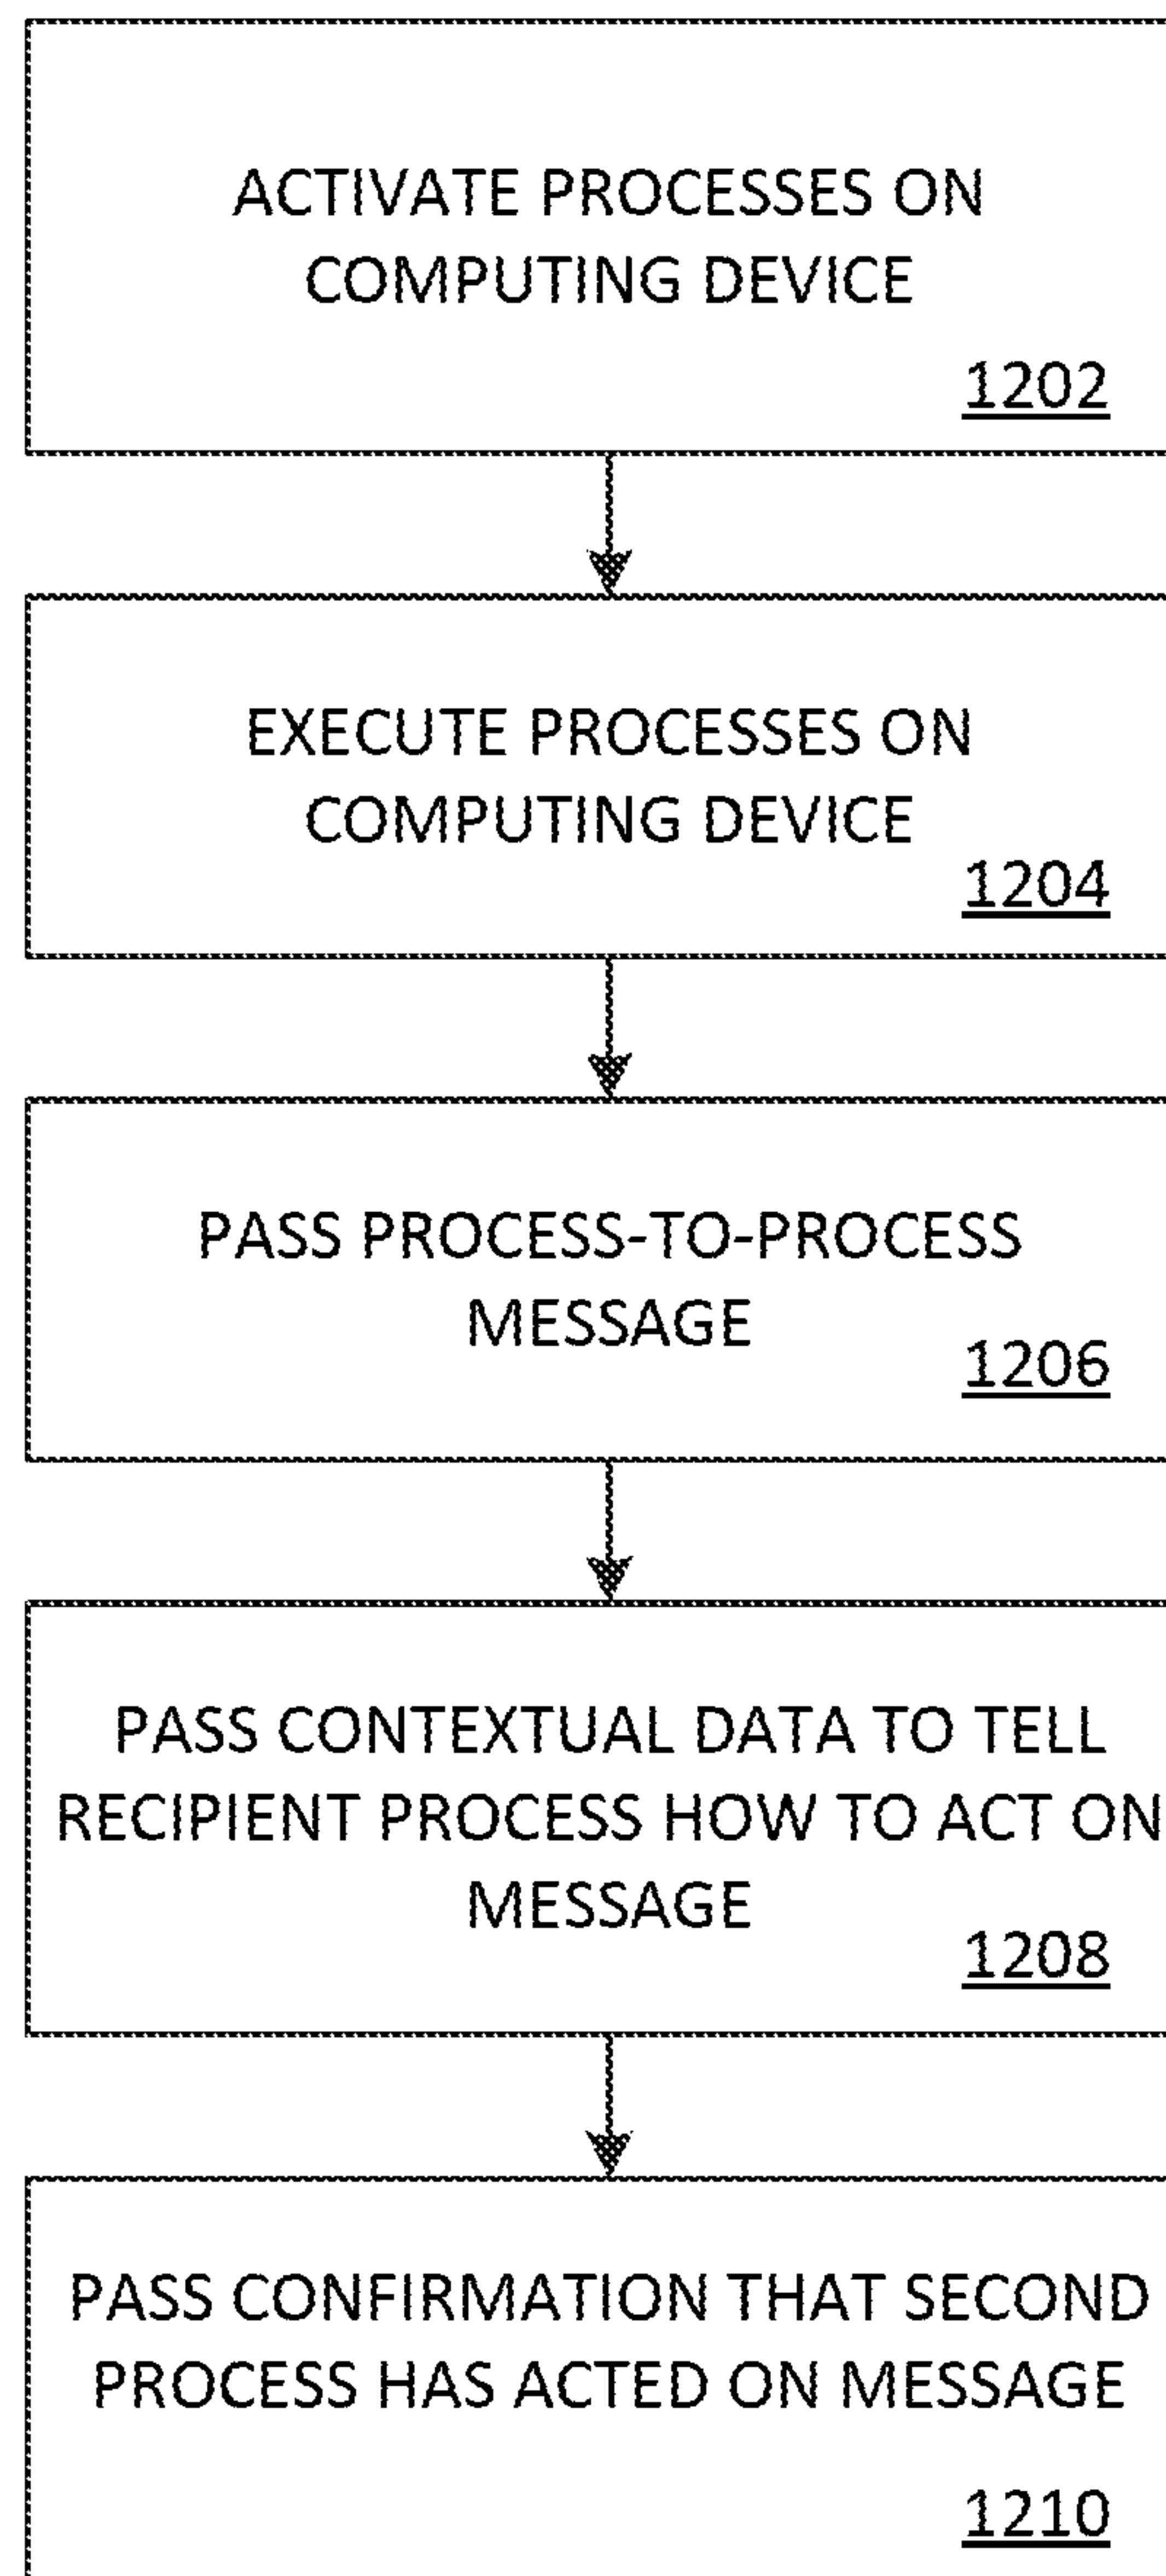 ACTIVATE PROCESSES ON
COMPUTING DEVICE
1202
EXECUTE PROCESSES ON
COMPUTING DEVICE
1204
PASS PROCESS-TO-PROCESS
MESSAGE
1206
PASS CONTEXTUAL DATA TO TELL
RECIPIENT PROCESS HOW TO ACT ON
MESSAGE
1208
PASS CONFIRMATION THAT SECOND
PROCESS HAS ACTED ON MESSAGE
1210